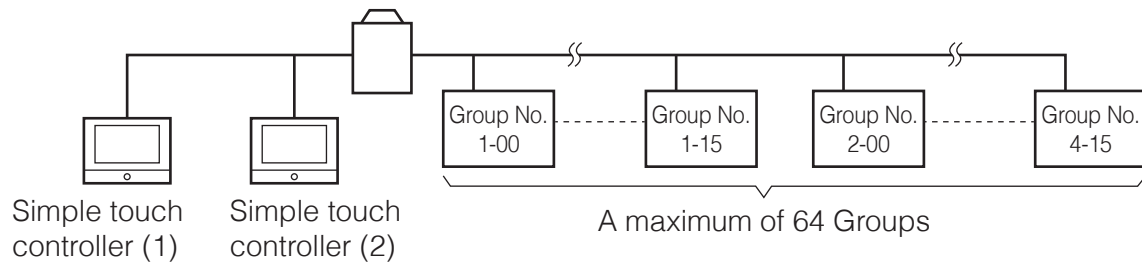 Group No.
1-00
Group No.
1-15
Group No.
2-00
Group No.
4-15
Simple touch
controller (1)
Simple touch
controller (2)
A maximum of 64 Groups